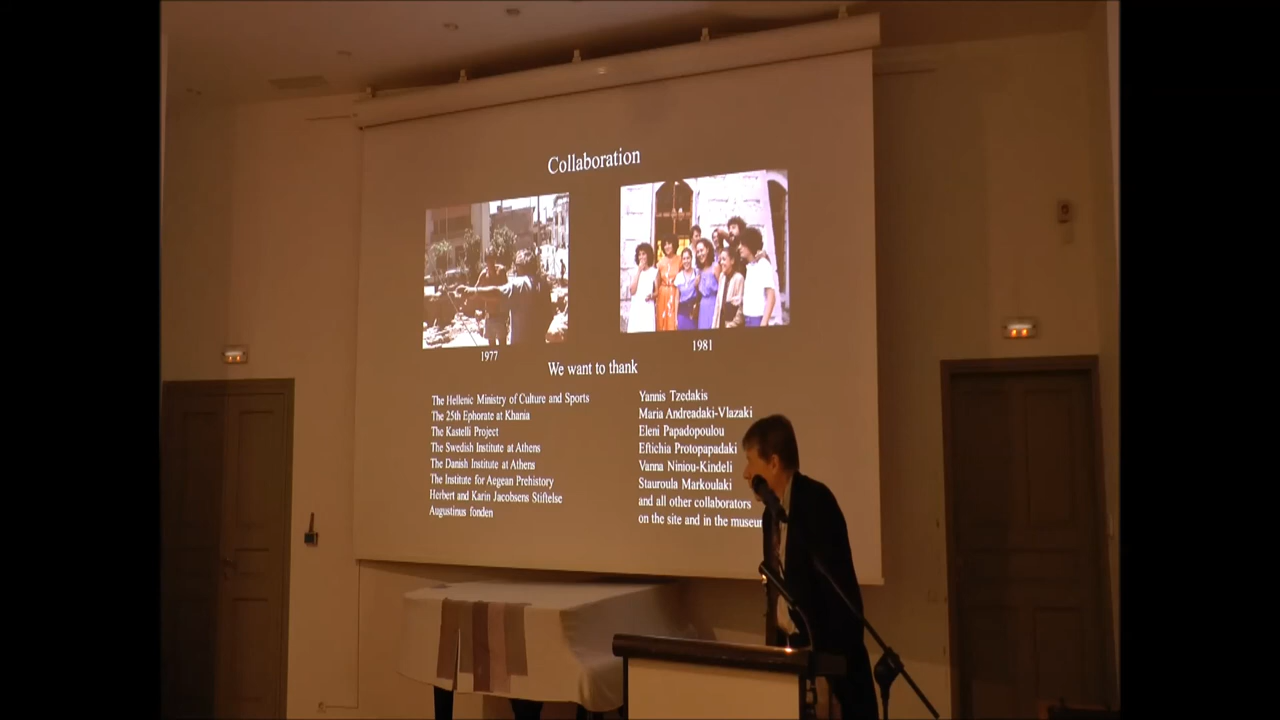 Collaboration
1977
1981
We want to thank
The Hellenic Ministry of Culture and Sports
The 25th Ephorate at Khania
The Kastelli Project
The Swedish Institute at Athens
The Danish Institute at Athens
The Institute for Aegean Prehistory
Herbert and Karin Jacobsens Stiftelse
Augustinus fonden
Yannis Tzedakis
Maria Andreadaki-Vlazaki
Eleni Papadopoulou
Eftichia Protopapadaki
Vanna Niniou-Kindeli
Stauroula Markoulaki
and all other collaborators
on the site and in the museum